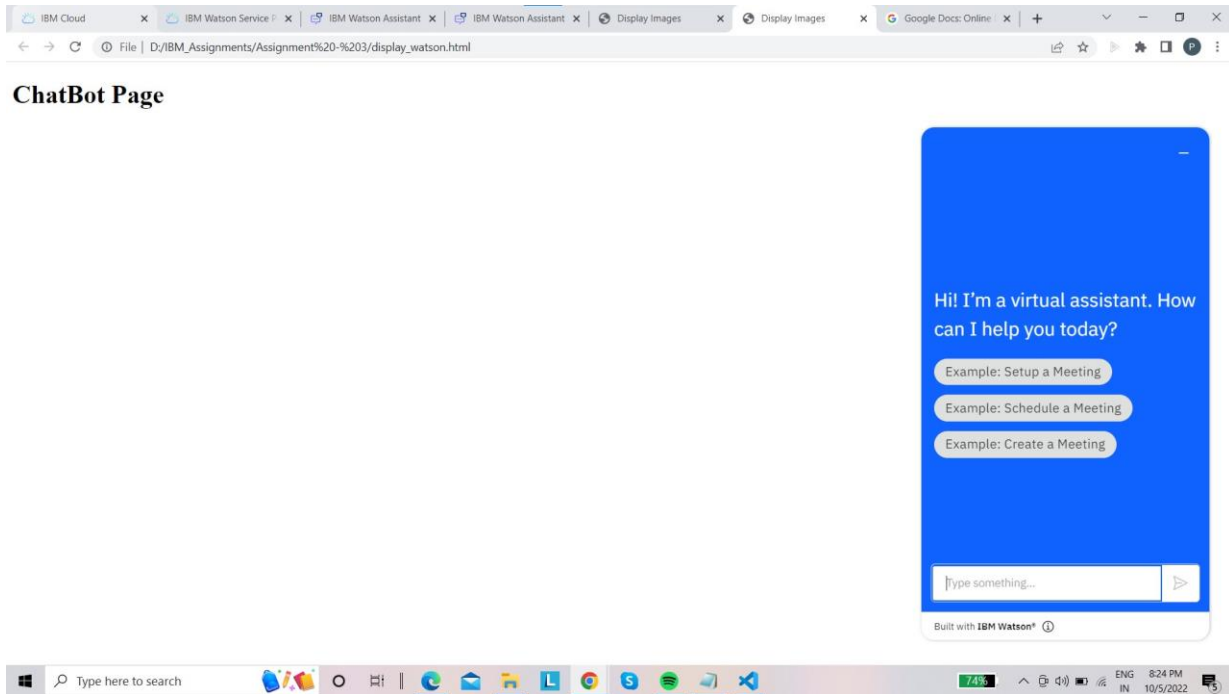 IBM Cloud
IBM Watson Service P
IBM Watson Assistant
IBM Watson Assistant
Display Images
Display Images
Google Docs: Online
File | D:/IBM_Assignments/Assignment%20-%203/display_watson.html
P
ChatBot Page
Hi! I'm a virtual assistant. How
can I help you today?
Example: Setup a Meeting
Example: Schedule a Meeting
Example: Create a Meeting
Type something...
Built with IBM Watson®
Type here to search
L
S
74%
ENG
IN
8:24 PM
10/5/2022
5